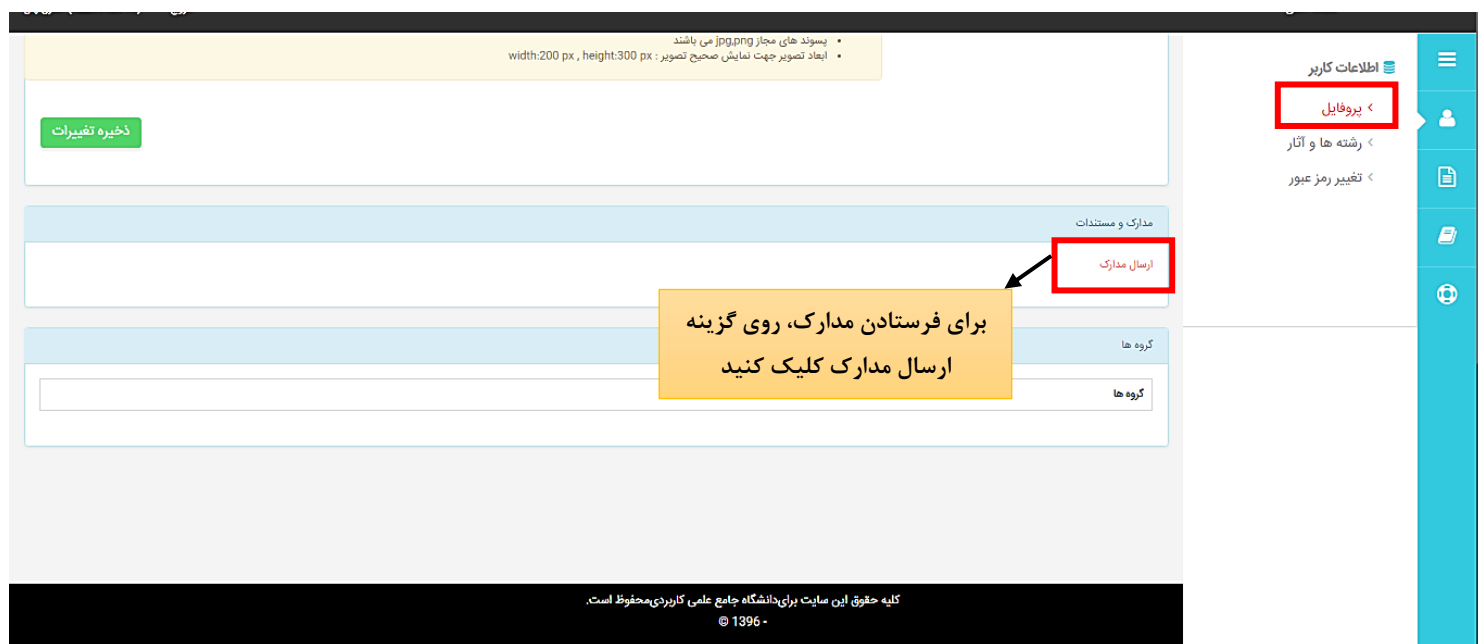 پسوند های مجاز jpg,png می باشند
ابعاد تصویر جهت نمایش صحیح تصویر : width:200 px , height:300 px
ذخیره تغییرات
اطلاعات کاربر
پروفایل
رشته ها و آثار
تغییر رمز عبور
مدارک و مستندات
ارسال مدارک
برای فرستادن مدارک، روی گزینه
ارسال مدارک کلیک کنید
گروه ها
گروه ها
کلیه حقوق این سایت برای‌دانشگاه جامع علمی کاربردی‌محفوظ است.
© 1396 -